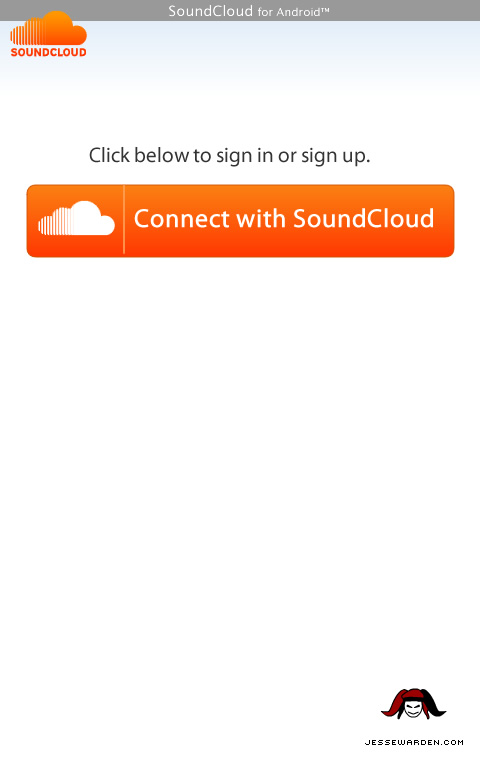 SoundCloud for Android™
SOUNDCLOUD
Click below to sign in or sign up.
Connect with SoundCloud
JESSEWARDEN.COM